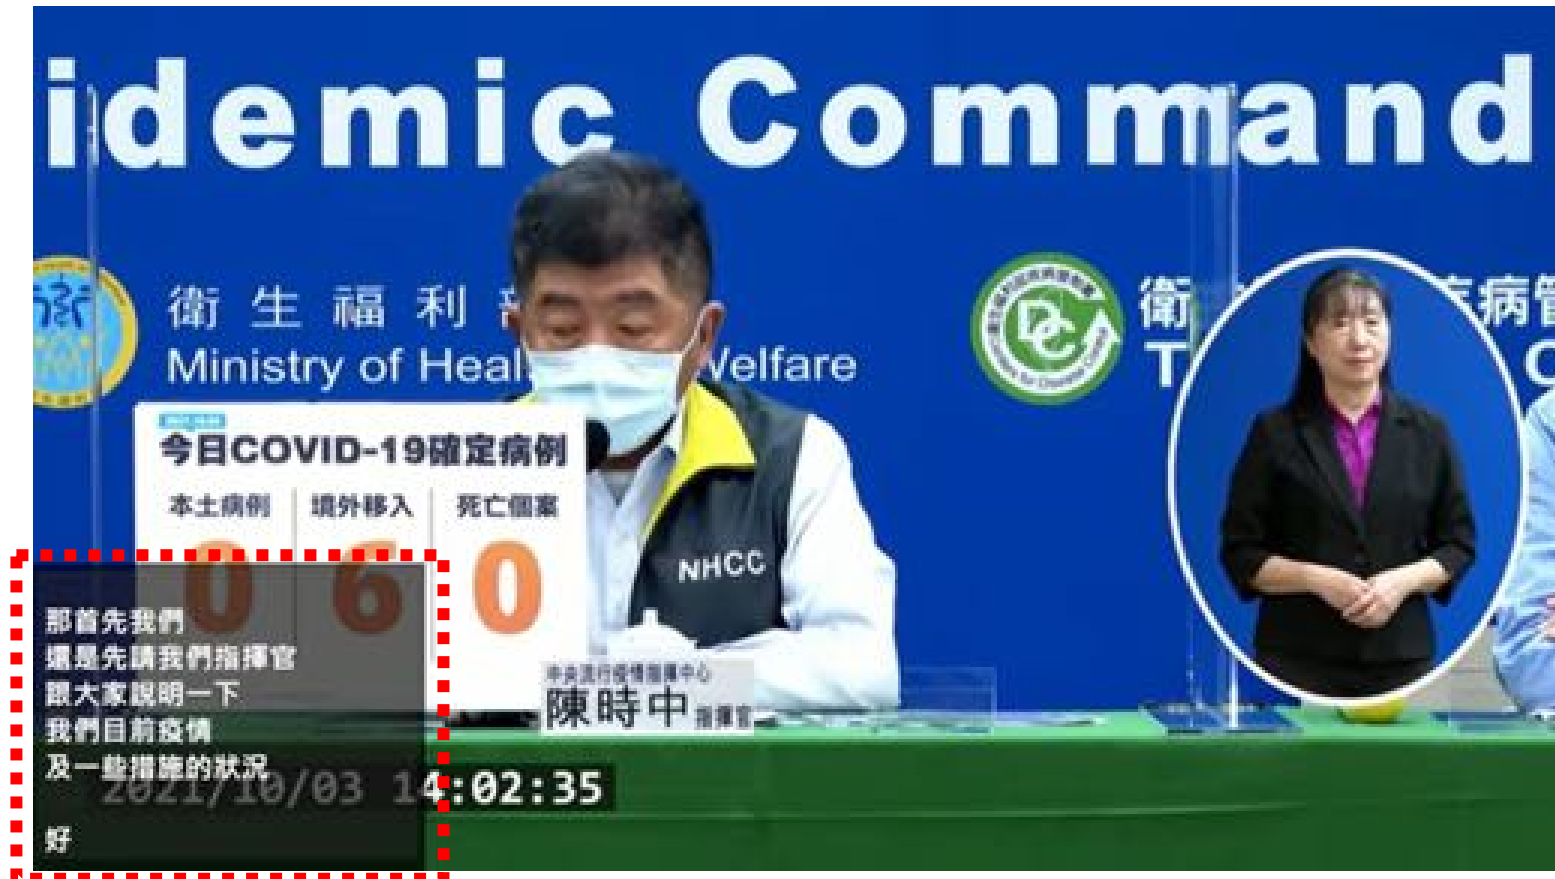 idemic Command
衛生福利
Ministry of Heal Welfare
衛 疾病管
T C
今日COVID-19確定病例
本土病例 境外移入 死亡個案
0 6 0
NHCC
那首先我們
還是先請我們指揮官
跟大家說明一下
我們目前疫情
及一些措施的狀況
好
中央流行疫情指揮中心
陳時中 指揮官
2021/10/03 14:02:35